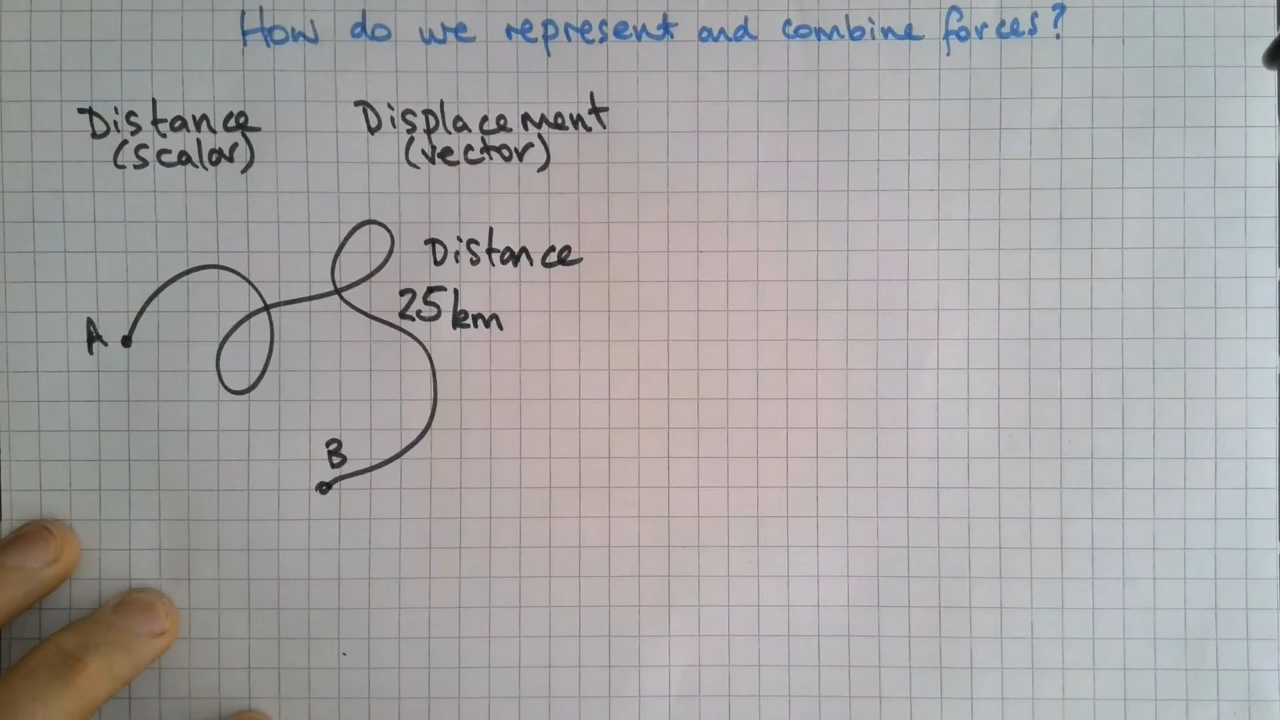 How do we represent and combine forces?
Distance Displacement
(scalar) (vector)
Distance
25km
A
B